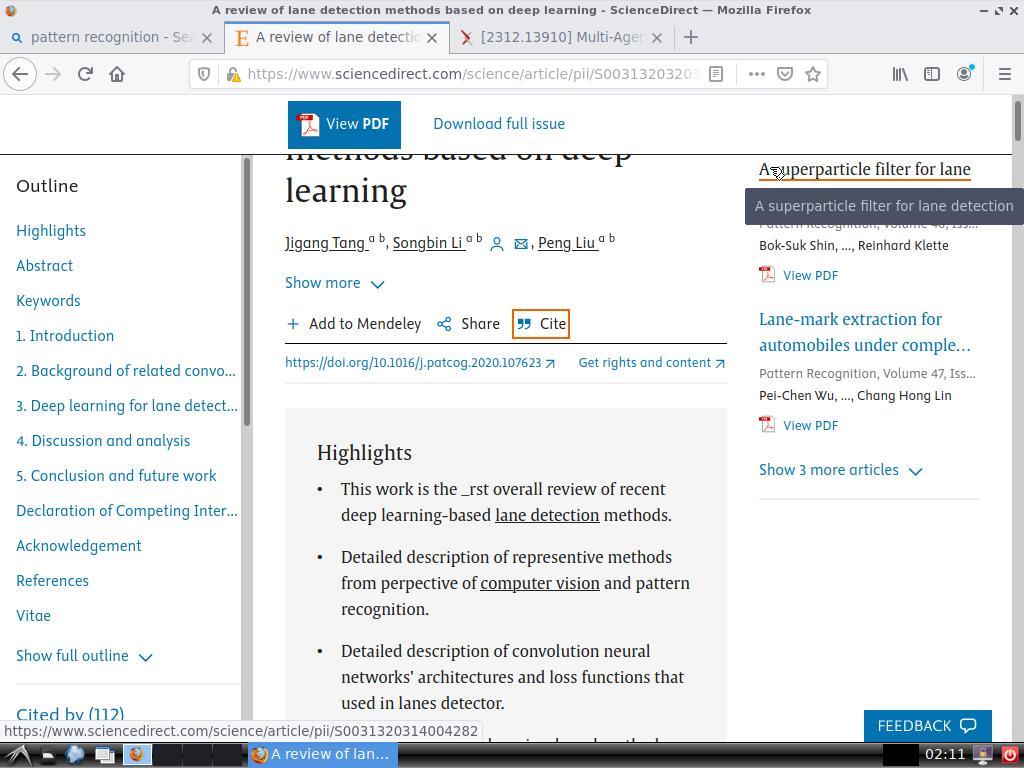 A review of lane detection methods based on deep learning - ScienceDirect — Mozilla Firefox
pattern recognition - Sea
A review of lane detectio
[2312.13910] Multi-Agen
https://www.sciencedirect.com/science/article/pii/S00313203203
View PDF
Download full issue
Outline
Highlights
Abstract
Keywords
1. Introduction
2. Background of related convo...
3. Deep learning for lane detect...
4. Discussion and analysis
5. Conclusion and future work
Declaration of Competing Inter...
Acknowledgement
References
Vitae
Show full outline
Cited by (112)
methods based on deep
learning
Jigang Tang a b, Songbin Li a b, Peng Liu a b
Show more
Add to Mendeley
Share
Cite
https://doi.org/10.1016/j.patcog.2020.107623
Get rights and content
Highlights
• This work is the _rst overall review of recent
deep learning-based lane detection methods.
• Detailed description of representive methods
from perpective of computer vision and pattern
recognition.
• Detailed description of convolution neural
networks' architectures and loss functions that
used in lanes detector.
A superparticle filter for lane
A superparticle filter for lane detection
Pattern Recognition, Volume 48, Iss...
Bok-Suk Shin, ..., Reinhard Klette
View PDF
Lane-mark extraction for
automobiles under comple...
Pattern Recognition, Volume 47, Iss...
Pei-Chen Wu, ..., Chang Hong Lin
View PDF
Show 3 more articles
FEEDBACK
https://www.sciencedirect.com/science/article/pii/S0031320314004282
A review of lan...
02:11